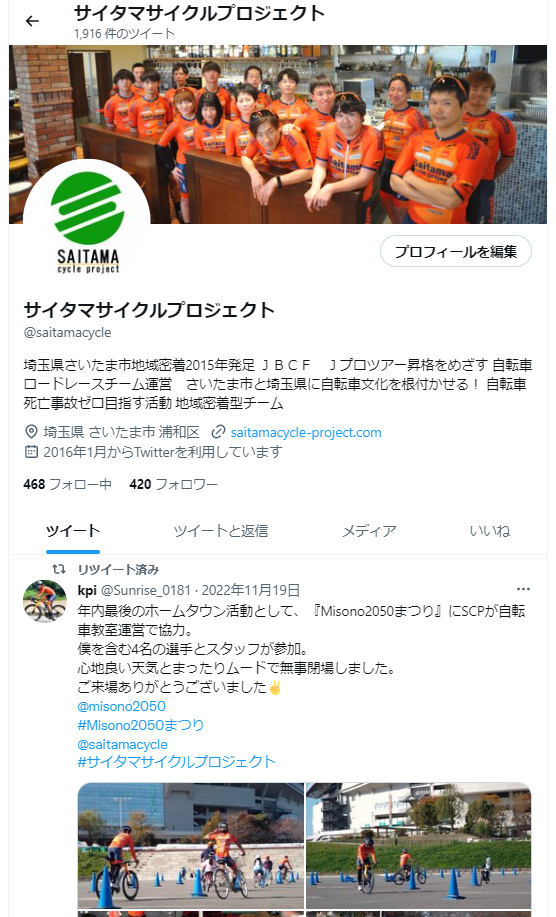 サイタマサイクルプロジェクト
1,916 件のツイート
Saitama
SAITAMA
cycle project
プロフィールを編集
サイタマサイクルプロジェクト
@saitamacycle
埼玉県さいたま市地域密着2015年発足 ＪＢＣＦ　Ｊプロツアー昇格をめざす 自転車
ロードレースチーム運営　さいたま市と埼玉県に自転車文化を根付かせる！ 自転車
死亡事故ゼロ目指す活動 地域密着型チーム
埼玉県 さいたま市 浦和区 saitamacycle-project.com
2016年1月からTwitterを利用しています
468 フォロー中 420 フォロワー
ツイート ツイートと返信 メディア いいね
リツイート済み
kpi @Sunrise_0181 · 2022年11月19日
年内最後のホームタウン活動として、『Misono2050まつり』にSCPが自転
車教室運営で協力。
僕を含む4名の選手とスタッフが参加。
心地良い天気とまったりムードで無事閉場しました。
ご来場ありがとうございました✌
@misono2050
#Misono2050まつり
@saitamacycle
#サイタマサイクルプロジェクト